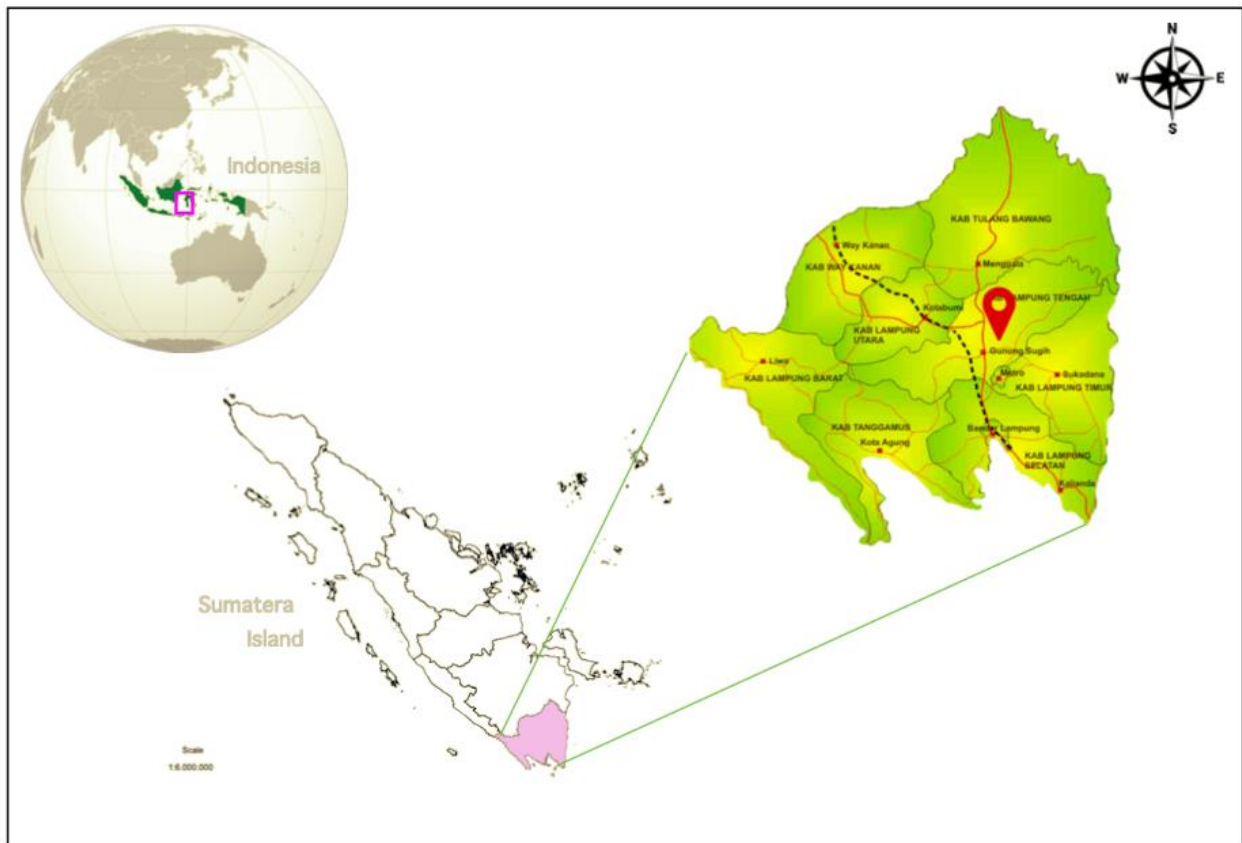 Indonesia
N
W
E
S
KAB TULANG BAWANG
Way Kanan
KAB WAY KANAN
Menggala
LAMPUNG TENGAH
Kotabumi
KAB LAMPUNG
UTARA
Gunung Sugih
Liwa
KAB LAMPUNG BARAT
Metro
Sukadana
KAB LAMPUNG TIMUR
KAB TANGGAMUS
Kota Agung
Bandar Lampung
KAB LAMPUNG
SELATAN
Kalianda
Sumatera
Island
Scale
1:6.000.000